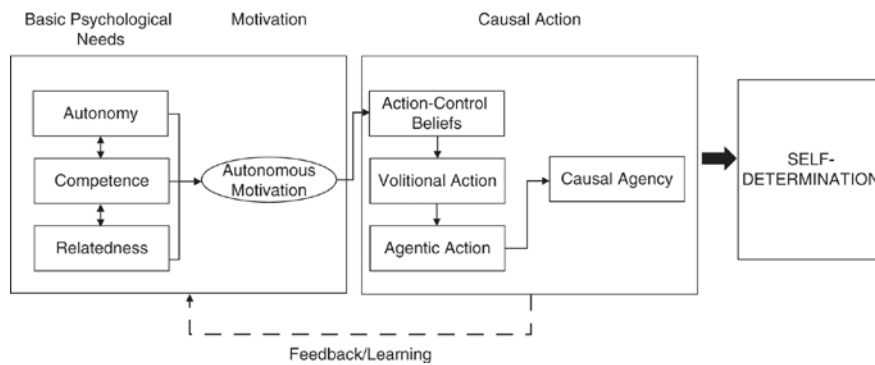 Basic Psychological
Needs
Motivation
Causal Action
Autonomy
Competence
Relatedness
Autonomous
Motivation
Action-Control
Beliefs
Volitional Action
Agentic Action
Causal Agency
SELF-
DETERMINATION
Feedback/Learning